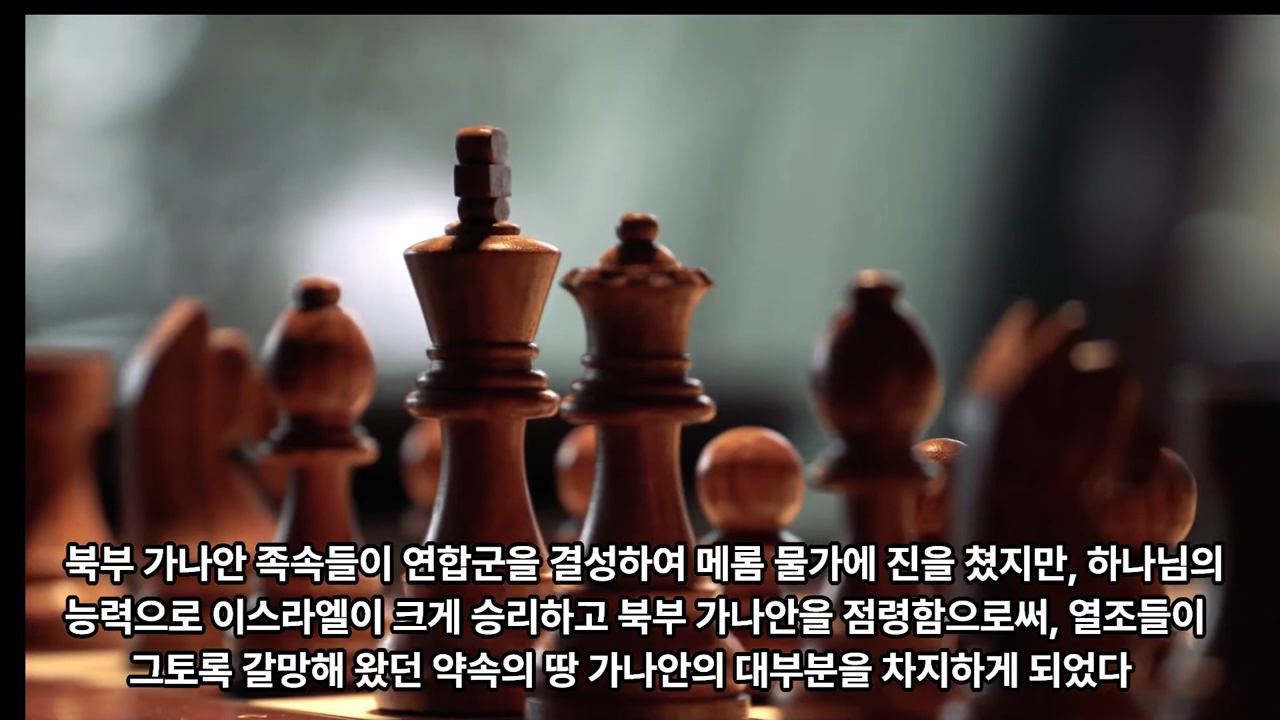 북부 가나안 족속들이 연합군을 결성하여 메롬 물가에 진을 쳤지만, 하나님의
능력으로 이스라엘이 크게 승리하고 북부 가나안을 점령함으로써, 열조들이
그토록 갈망해 왔던 약속의 땅 가나안의 대부분을 차지하게 되었다